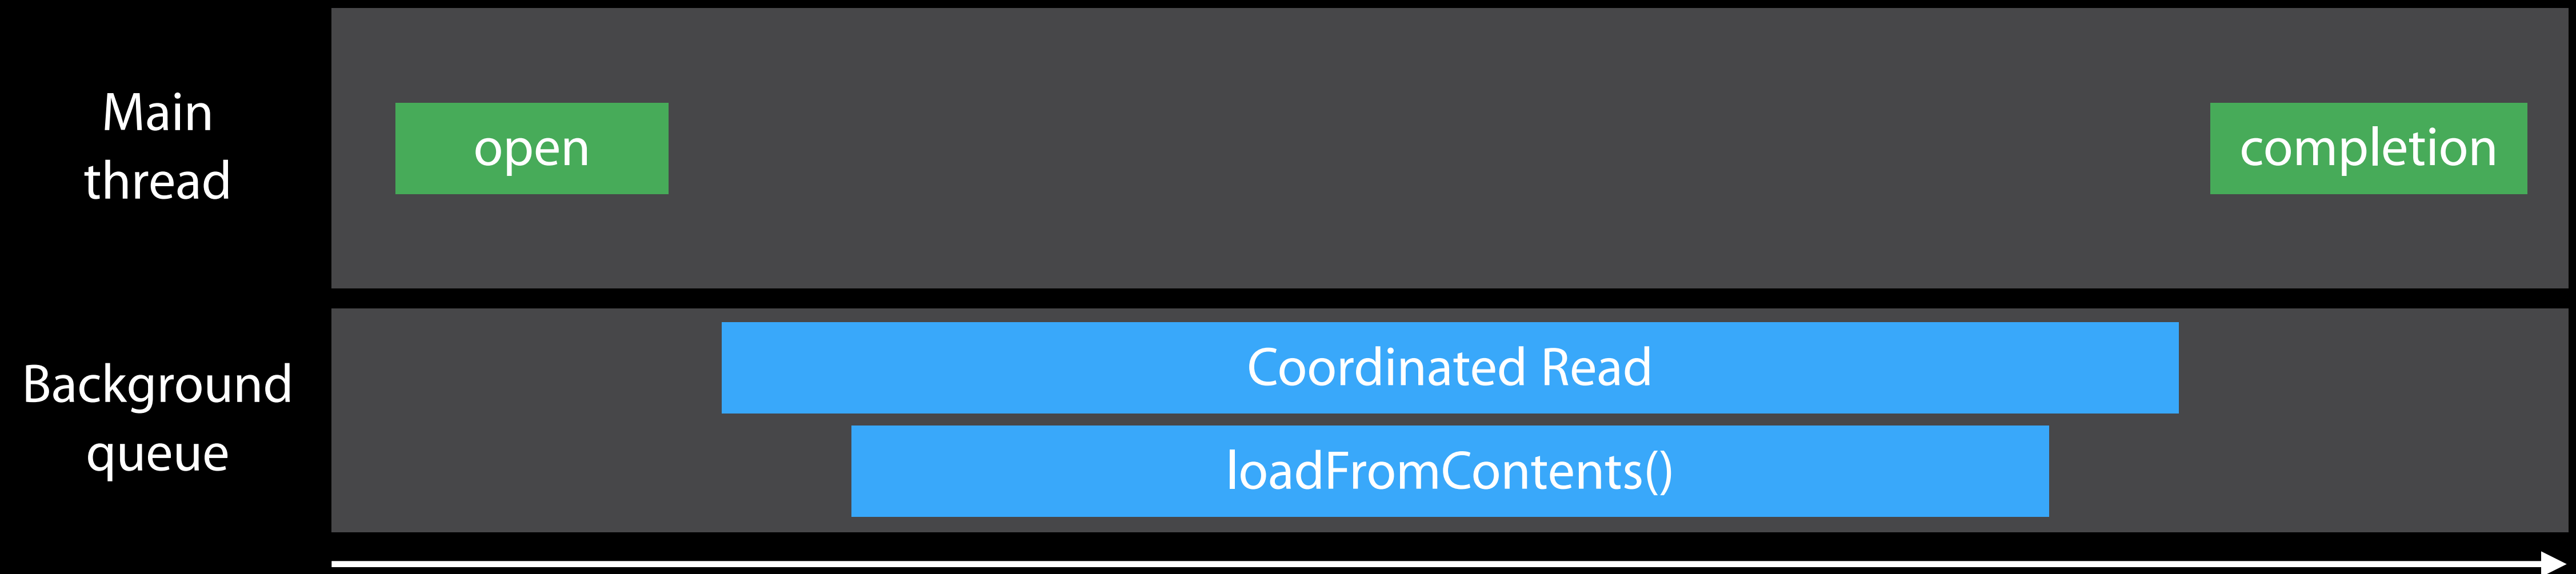 Main
thread
open
completion
Background
queue
Coordinated Read
loadFromContents()